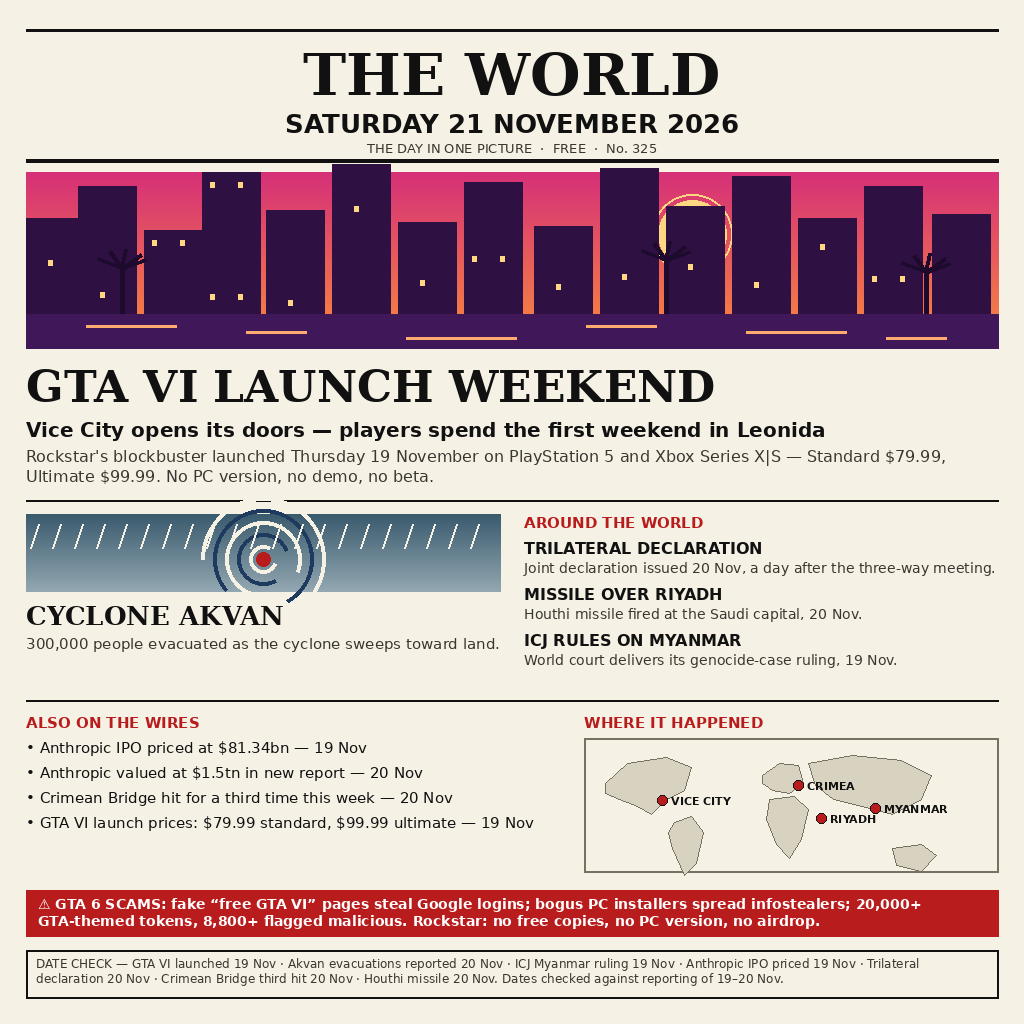 THE WORLD
SATURDAY 21 NOVEMBER 2026
THE DAY IN ONE PICTURE · FREE · No. 325
GTA VI LAUNCH WEEKEND
Vice City opens its doors — players spend the first weekend in Leonida
Rockstar's blockbuster launched Thursday 19 November on PlayStation 5 and Xbox Series X|S — Standard $79.99,
Ultimate $99.99. No PC version, no demo, no beta.
CYCLONE AKVAN
300,000 people evacuated as the cyclone sweeps toward land.
AROUND THE WORLD
TRILATERAL DECLARATION
Joint declaration issued 20 Nov, a day after the three-way meeting.
MISSILE OVER RIYADH
Houthi missile fired at the Saudi capital, 20 Nov.
ICJ RULES ON MYANMAR
World court delivers its genocide-case ruling, 19 Nov.
ALSO ON THE WIRES
• Anthropic IPO priced at $81.34bn — 19 Nov
• Anthropic valued at $1.5tn in new report — 20 Nov
• Crimean Bridge hit for a third time this week — 20 Nov
• GTA VI launch prices: $79.99 standard, $99.99 ultimate — 19 Nov
WHERE IT HAPPENED
CRIMEA
VICE CITY
MYANMAR
RIYADH
⚠ GTA 6 SCAMS: fake “free GTA VI” pages steal Google logins; bogus PC installers spread infostealers; 20,000+
GTA-themed tokens, 8,800+ flagged malicious. Rockstar: no free copies, no PC version, no airdrop.
DATE CHECK — GTA VI launched 19 Nov · Akvan evacuations reported 20 Nov · ICJ Myanmar ruling 19 Nov · Anthropic IPO priced 19 Nov · Trilateral
declaration 20 Nov · Crimean Bridge third hit 20 Nov · Houthi missile 20 Nov. Dates checked against reporting of 19–20 Nov.